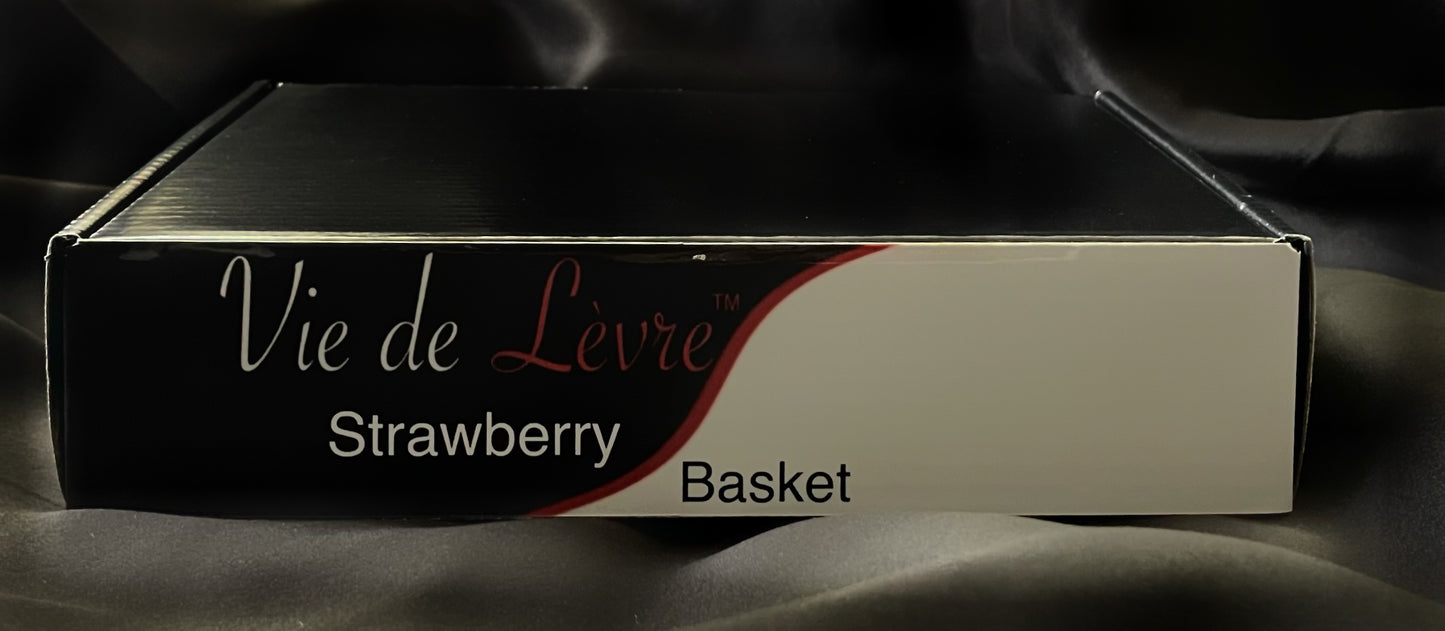 Vie de Lèvre™
Strawberry
Basket